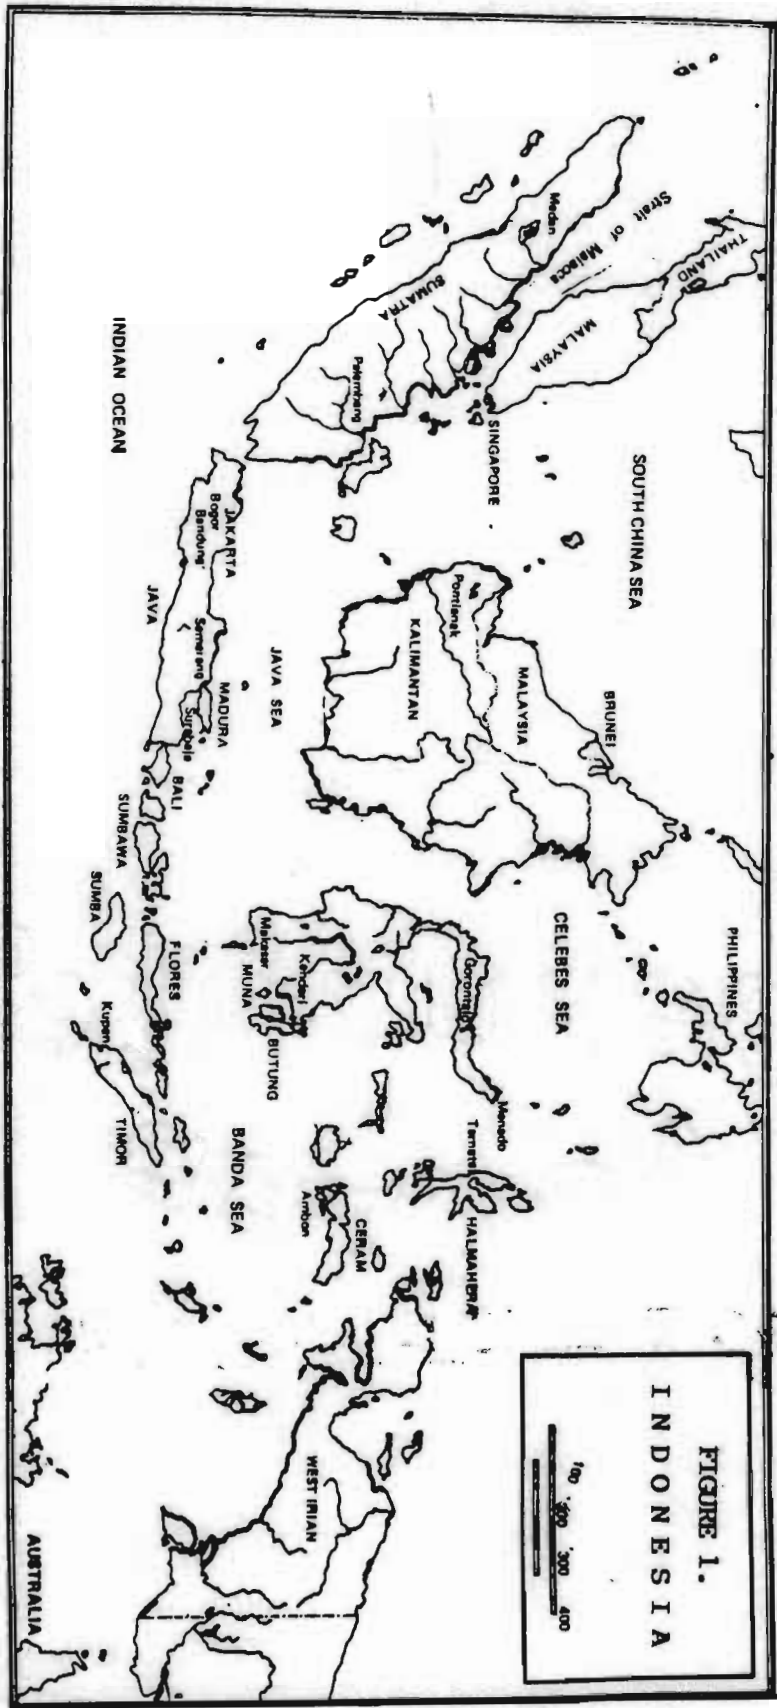 FIGURE 1.
INDONESIA
100 200 300 400
THAILAND
Strait of Malacca
MALAYSIA
Medan
SUMATRA
Palembang
SINGAPORE
SOUTH CHINA SEA
INDIAN OCEAN
JAKARTA
Bogor
Bandung
JAVA
Semarang
MADURA
Surabaja
JAVA SEA
Pontianak
KALIMANTAN
MALAYSIA
BRUNEI
BALI
SUMBAWA
SUMBA
FLORES
Kupang
TIMOR
CELEBES SEA
PHILIPPINES
Gorontalo
Menado
Makasar
Kendari
MUNA
BUTUNG
BANDA SEA
Ternate
HALMAHERA
Ambon
CERAM
WEST IRIAN
AUSTRALIA